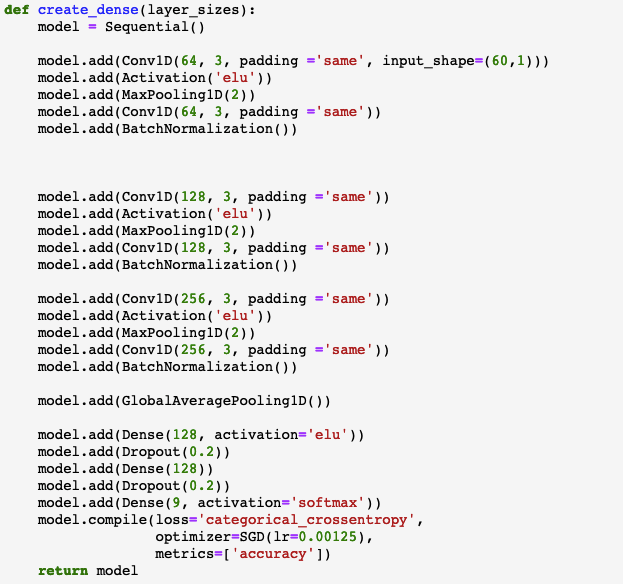 def create_dense(layer_sizes):
    model = Sequential()
    model.add(Conv1D(64, 3, padding ='same', input_shape=(60,1)))
    model.add(Activation('elu'))
    model.add(MaxPooling1D(2))
    model.add(Conv1D(64, 3, padding ='same'))
    model.add(BatchNormalization())
    model.add(Conv1D(128, 3, padding ='same'))
    model.add(Activation('elu'))
    model.add(MaxPooling1D(2))
    model.add(Conv1D(128, 3, padding ='same'))
    model.add(BatchNormalization())
    model.add(Conv1D(256, 3, padding ='same'))
    model.add(Activation('elu'))
    model.add(MaxPooling1D(2))
    model.add(Conv1D(256, 3, padding ='same'))
    model.add(BatchNormalization())
    model.add(GlobalAveragePooling1D())
    model.add(Dense(128, activation='elu'))
    model.add(Dropout(0.2))
    model.add(Dense(128))
    model.add(Dropout(0.2))
    model.add(Dense(9, activation='softmax'))
    model.compile(loss='categorical_crossentropy',
                  optimizer=SGD(lr=0.00125),
                  metrics=['accuracy'])
    return model